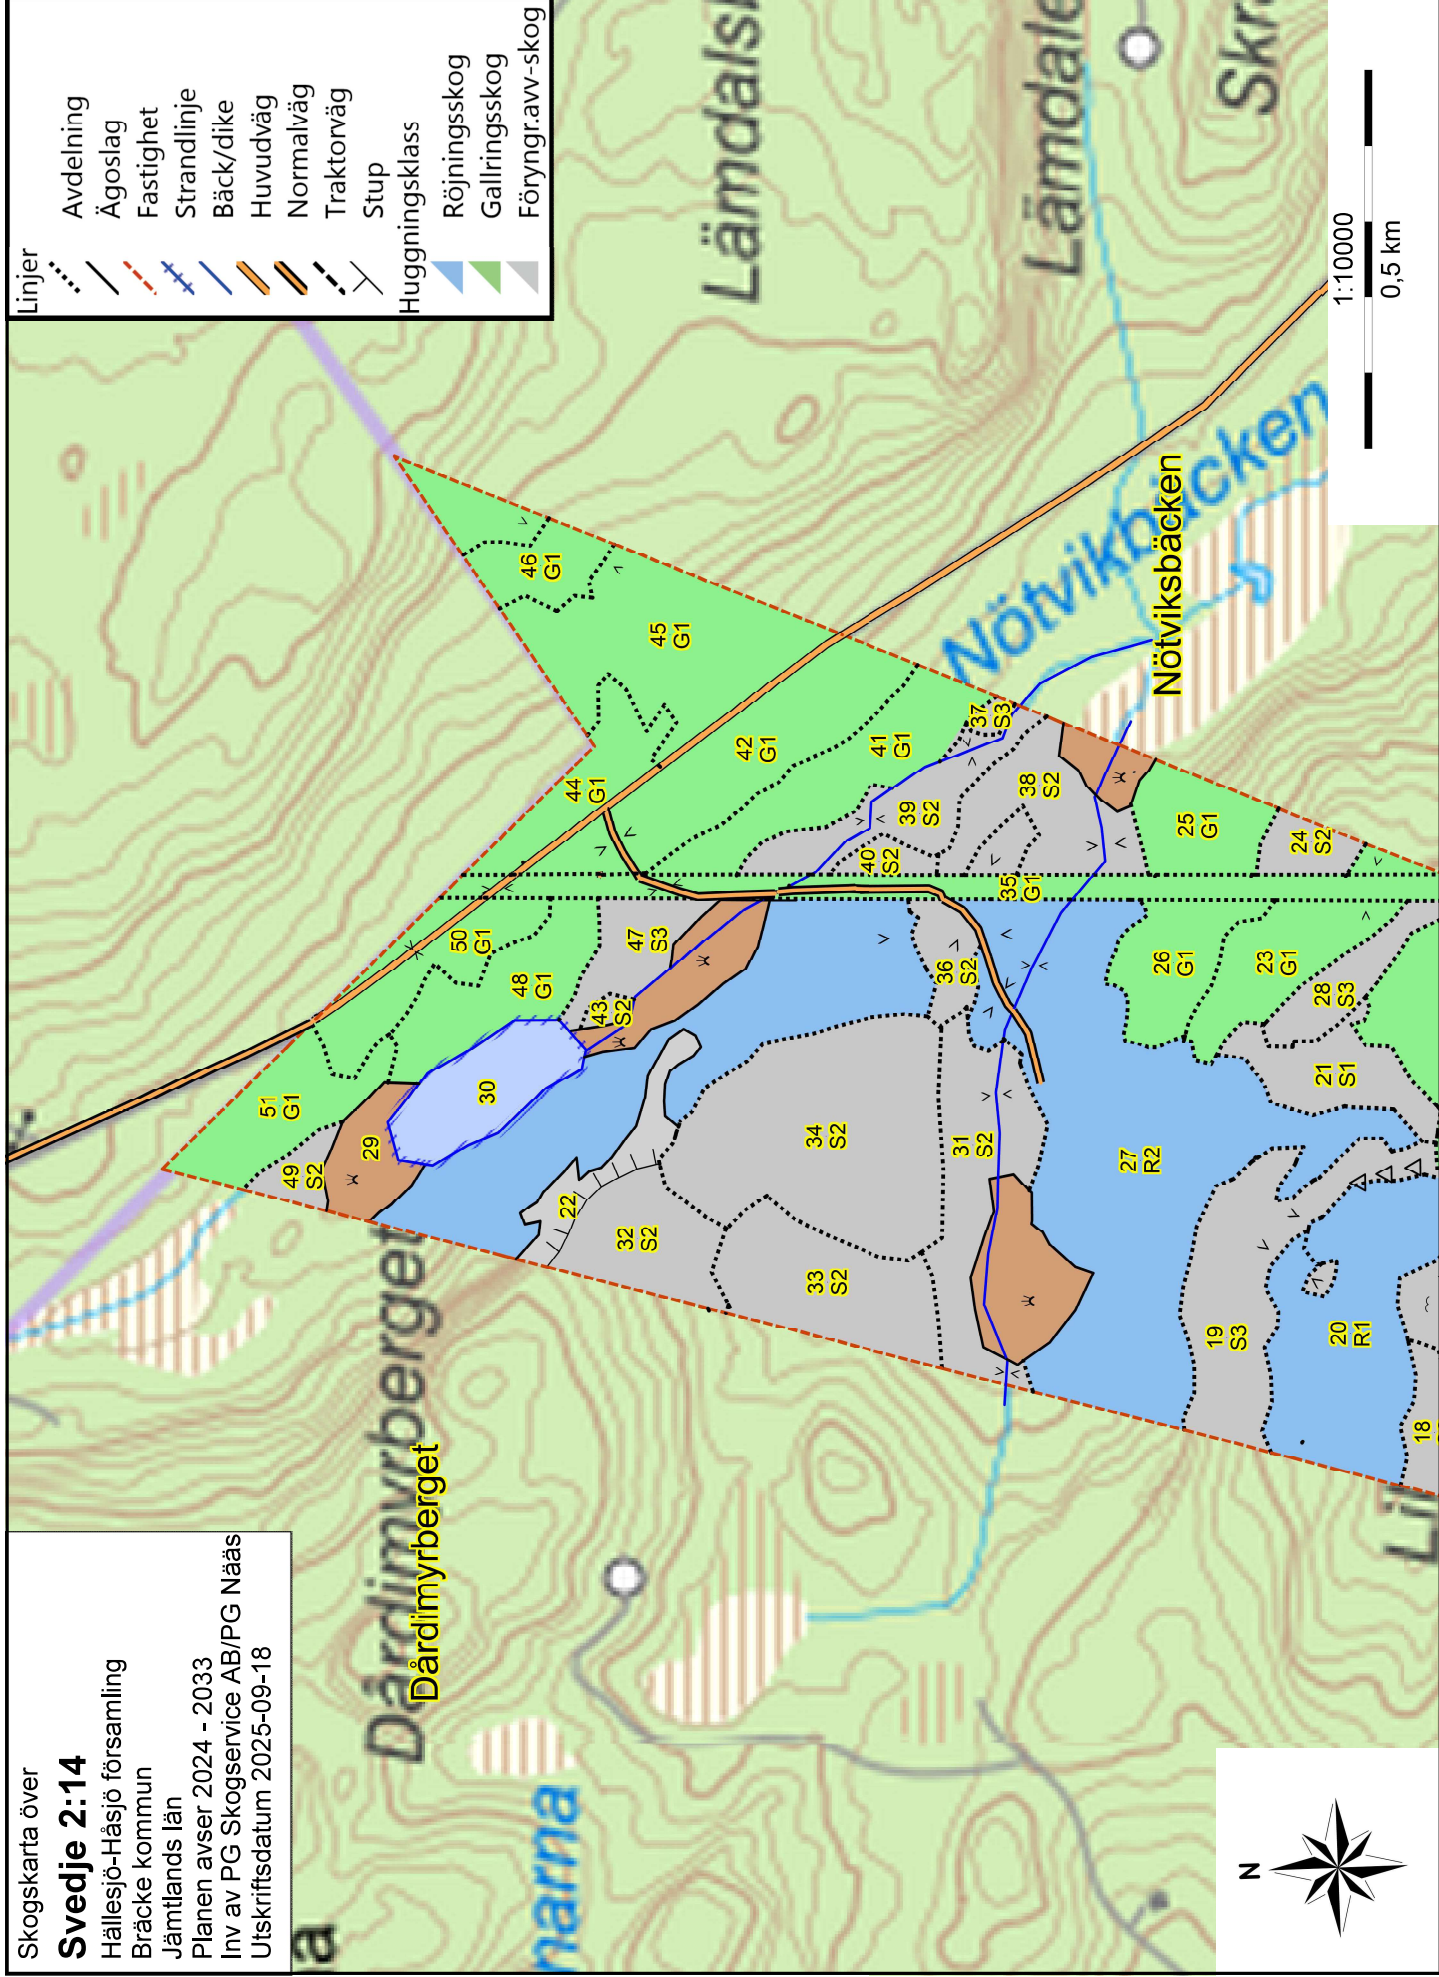 Skogskarta över
Svedje 2:14
Hällesjö-Håsjö församling
Bräcke kommun
Jämtlands län
Planen avser 2024 - 2033
Inv av PG Skogservice AB/PG Nääs
Utskriftsdatum 2025-09-18
Linjer
Avdelning
Ägoslag
Fastighet
Strandlinje
Bäck/dike
Huvudväg
Normalväg
Traktorväg
Stup
Huggningsklass
Röjningsskog
Gallringsskog
Föryngr.avv-skog
Dårdimyrberget
Dårdimyrberget
narna
a
51
G1
49
S2
29
30
50
G1
48
G1
47
S3
43
S2
22
32
S2
33
S2
34
S2
31
S2
36
S2
35
G1
44
G1
46
G1
45
G1
42
G1
41
G1
37
S3
38
S2
39
S2
40
S2
25
G1
24
S2
26
G1
23
G1
28
S3
21
S1
27
R2
19
S3
20
R1
18
Nötvikbäcken
Nötviksbäcken
Lämdals
Lämdale
Skr
Lil
1:10000
0,5 km
N